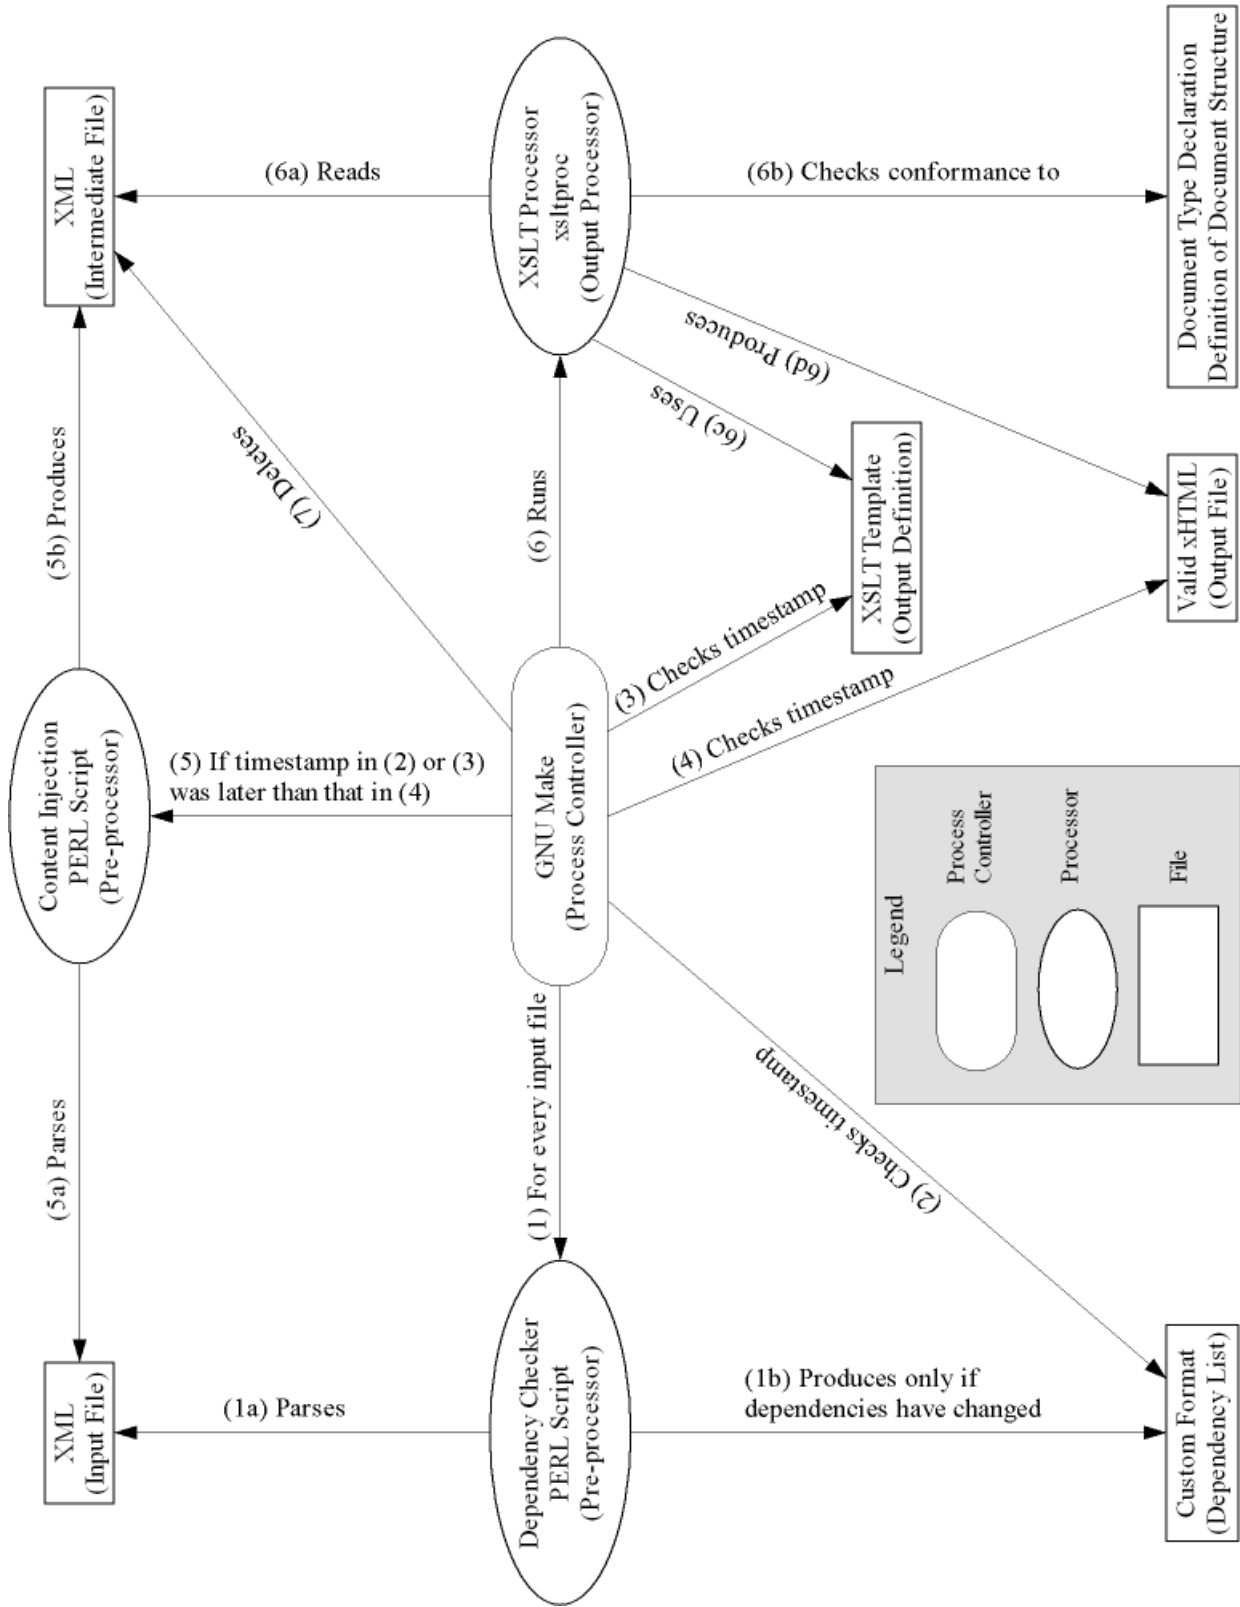 XML
(Intermediate File)
(6a) Reads
XSLT Processor
xsltproc
(Output Processor)
(6b) Checks conformance to
Document Type Declaration
Definition of Document Structure
(5b) Produces
(7) Deletes
(6) Runs
(6c) Uses
(6d) Produces
XSLT Template
(Output Definition)
Valid xHTML
(Output File)
Content Injection
PERL Script
(Pre-processor)
(5) If timestamp in (2) or (3)
was later than that in (4)
GNU Make
(Process Controller)
(3) Checks timestamp
(4) Checks timestamp
(5a) Parses
(1) For every input file
(2) Checks timestamp
XML
(Input File)
(1a) Parses
Dependency Checker
PERL Script
(Pre-processor)
(1b) Produces only if
dependencies have changed
Custom Format
(Dependency List)
Legend
Process
Controller
Processor
File